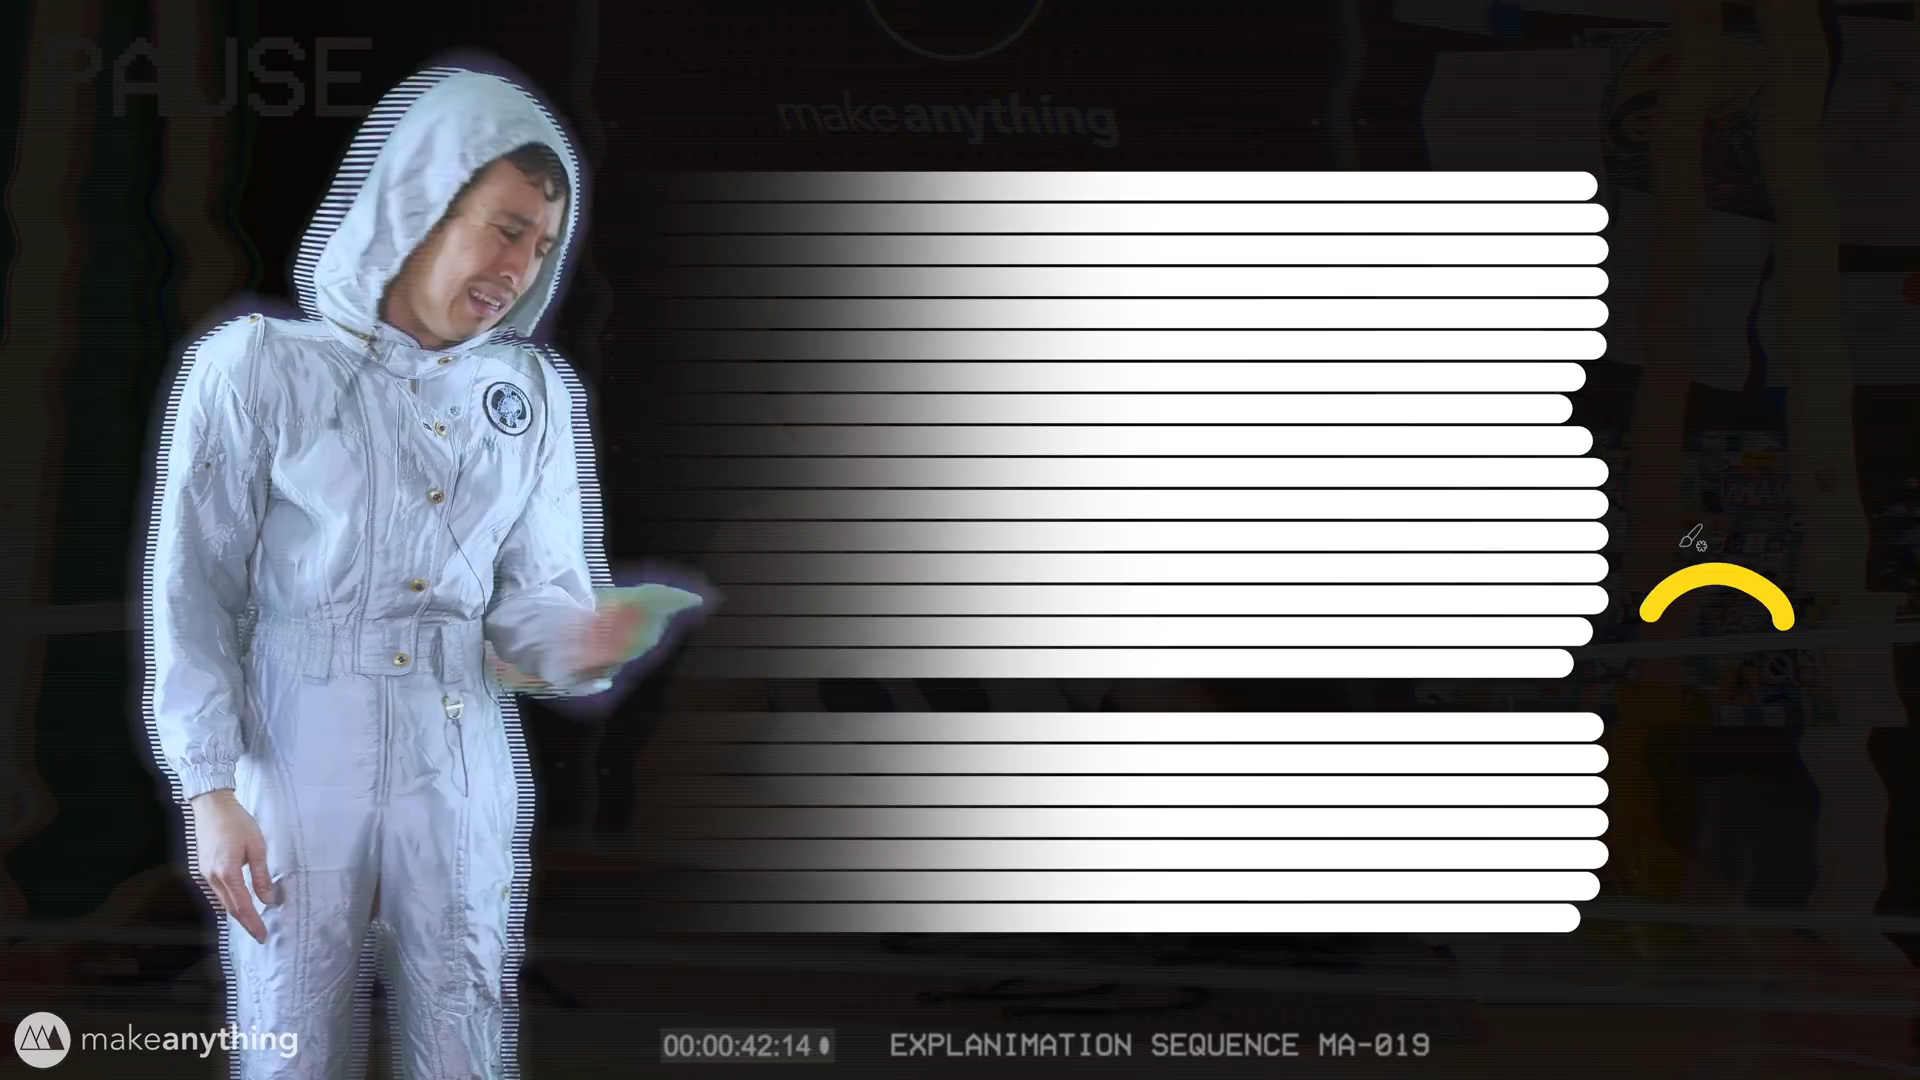 PAUSE
makeanything
makeanything
00:00:42:14
EXPLANIMATION SEQUENCE MA-019